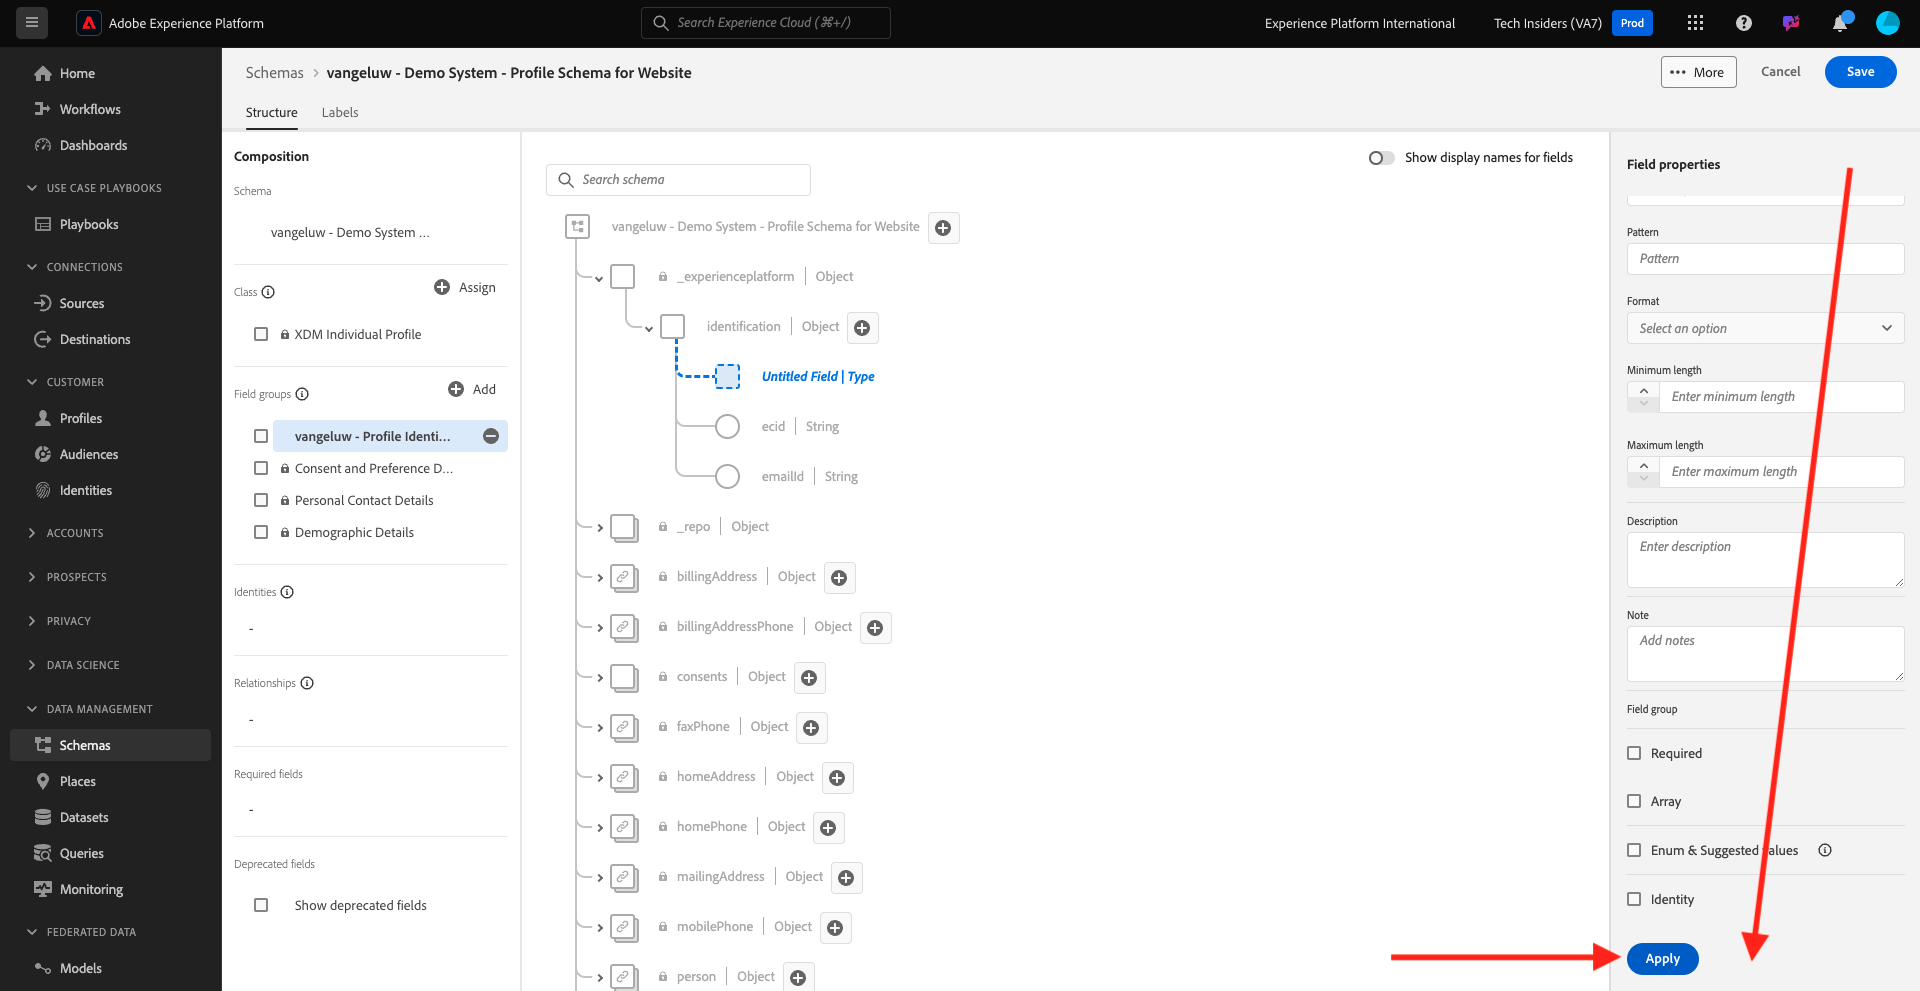 Adobe Experience Platform
Search Experience Cloud (⌘+/)
Experience Platform International
Tech Insiders (VA7)
Prod
Home
Workflows
Dashboards
USE CASE PLAYBOOKS
Playbooks
CONNECTIONS
Sources
Destinations
CUSTOMER
Profiles
Audiences
Identities
ACCOUNTS
PROSPECTS
PRIVACY
DATA SCIENCE
DATA MANAGEMENT
Schemas
Places
Datasets
Queries
Monitoring
FEDERATED DATA
Models
Schemas > vangeluw - Demo System - Profile Schema for Website
More
Cancel
Save
Structure
Labels
Composition
Schema
vangeluw - Demo System ...
Class
Assign
XDM Individual Profile
Field groups
Add
vangeluw - Profile Identi...
Consent and Preference D...
Personal Contact Details
Demographic Details
Identities
-
Relationships
-
Required fields
-
Deprecated fields
Show deprecated fields
Search schema
Show display names for fields
vangeluw - Demo System - Profile Schema for Website
_experienceplatform | Object
identification | Object
Untitled Field | Type
ecid | String
emailId | String
_repo | Object
billingAddress | Object
billingAddressPhone | Object
consents | Object
faxPhone | Object
homeAddress | Object
homePhone | Object
mailingAddress | Object
mobilePhone | Object
person | Object
Field properties
Pattern
Pattern
Format
Select an option
Minimum length
Enter minimum length
Maximum length
Enter maximum length
Description
Enter description
Note
Add notes
Field group
Required
Array
Enum & Suggested values
Identity
Apply